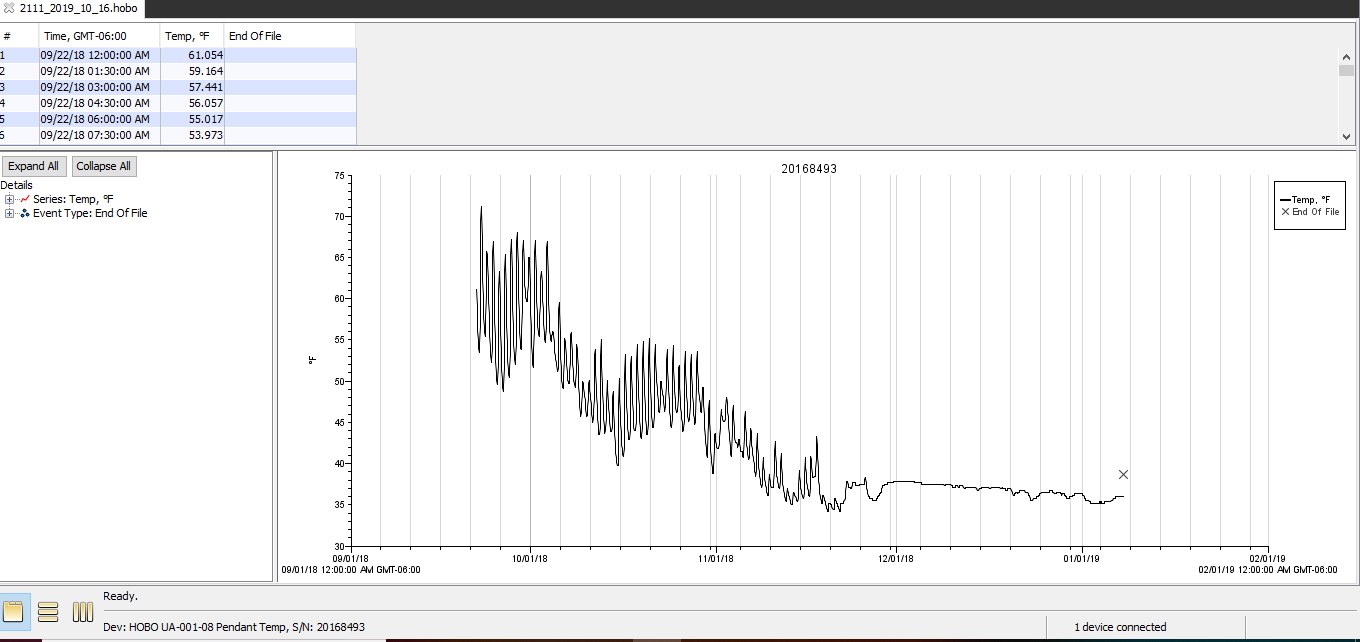 2111_2019_10_16.hobo
# Time, GMT-06:00 Temp, °F End Of File
1 09/22/18 12:00:00 AM 61.054
2 09/22/18 01:30:00 AM 59.164
3 09/22/18 03:00:00 AM 57.441
4 09/22/18 04:30:00 AM 56.057
5 09/22/18 06:00:00 AM 55.017
6 09/22/18 07:30:00 AM 53.973
Expand All Collapse All
Details
Series: Temp, °F
Event Type: End Of File
20168493
75
70
65
60
55
50
45
40
35
30
°F
Temp, °F
End Of File
09/01/18 10/01/18 11/01/18 12/01/18 01/01/19 02/01/19
09/01/18 12:00:00 AM GMT-06:00 02/01/19 12:00:00 AM GMT-06:00
Ready.
Dev: HOBO UA-001-08 Pendant Temp, S/N: 20168493 1 device connected